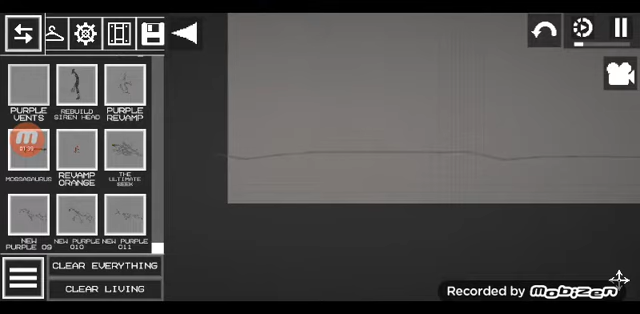 PURPLE
VENTS
REBUILD
SIREN HEAD
PURPLE
REVAMP
MOSASAURUS
REVAMP
ORANGE
THE
ULTIMATE
SEEK
NEW
PURPLE 09
NEW PURPLE
010
NEW PURPLE
011
CLEAR EVERYTHING
CLEAR LIVING
Recorded by MOBIZEN